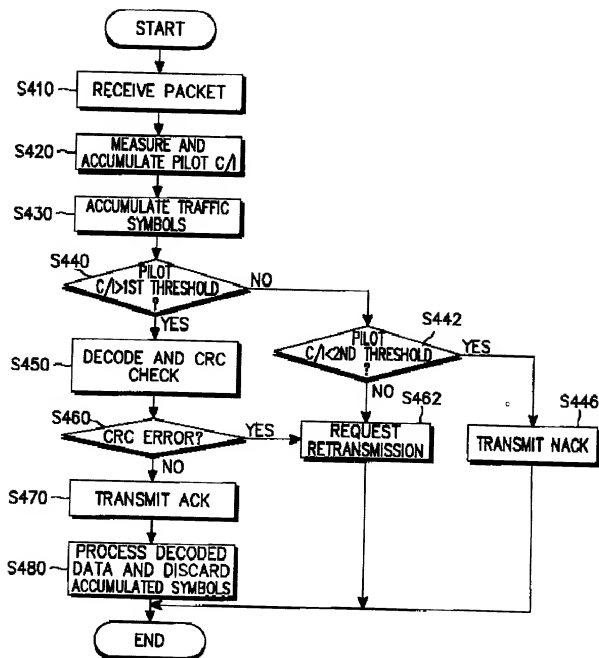 START
S410
RECEIVE PACKET
S420
MEASURE AND
ACCUMULATE PILOT C/I
S430
ACCUMULATE TRAFFIC
SYMBOLS
S440
PILOT
C/I>1ST THRESHOLD
?
NO
YES
S442
PILOT
C/I<2ND THRESHOLD
?
YES
NO
S450
DECODE AND CRC
CHECK
S460
CRC ERROR?
YES
NO
S462
REQUEST
RETRANSMISSION
S446
TRANSMIT NACK
S470
TRANSMIT ACK
S480
PROCESS DECODED
DATA AND DISCARD
ACCUMULATED SYMBOLS
END